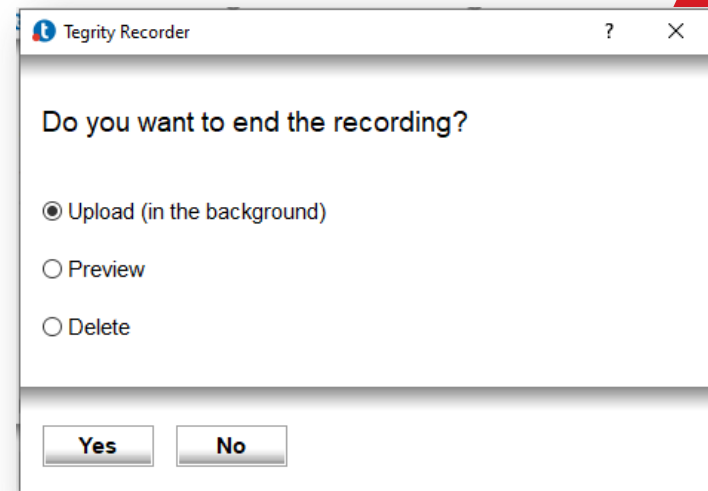 Tegrity Recorder ?
Do you want to end the recording?
Upload (in the background)
Preview
Delete
Yes No